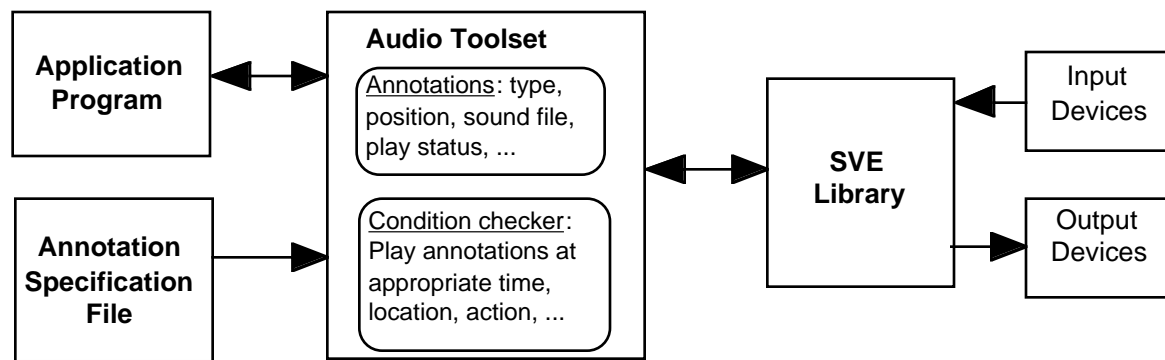 Application
Program
Annotation
Specification
File
Audio Toolset
Annotations: type,
position, sound file,
play status, ...
Condition checker:
Play annotations at
appropriate time,
location, action, ...
SVE
Library
Input
Devices
Output
Devices